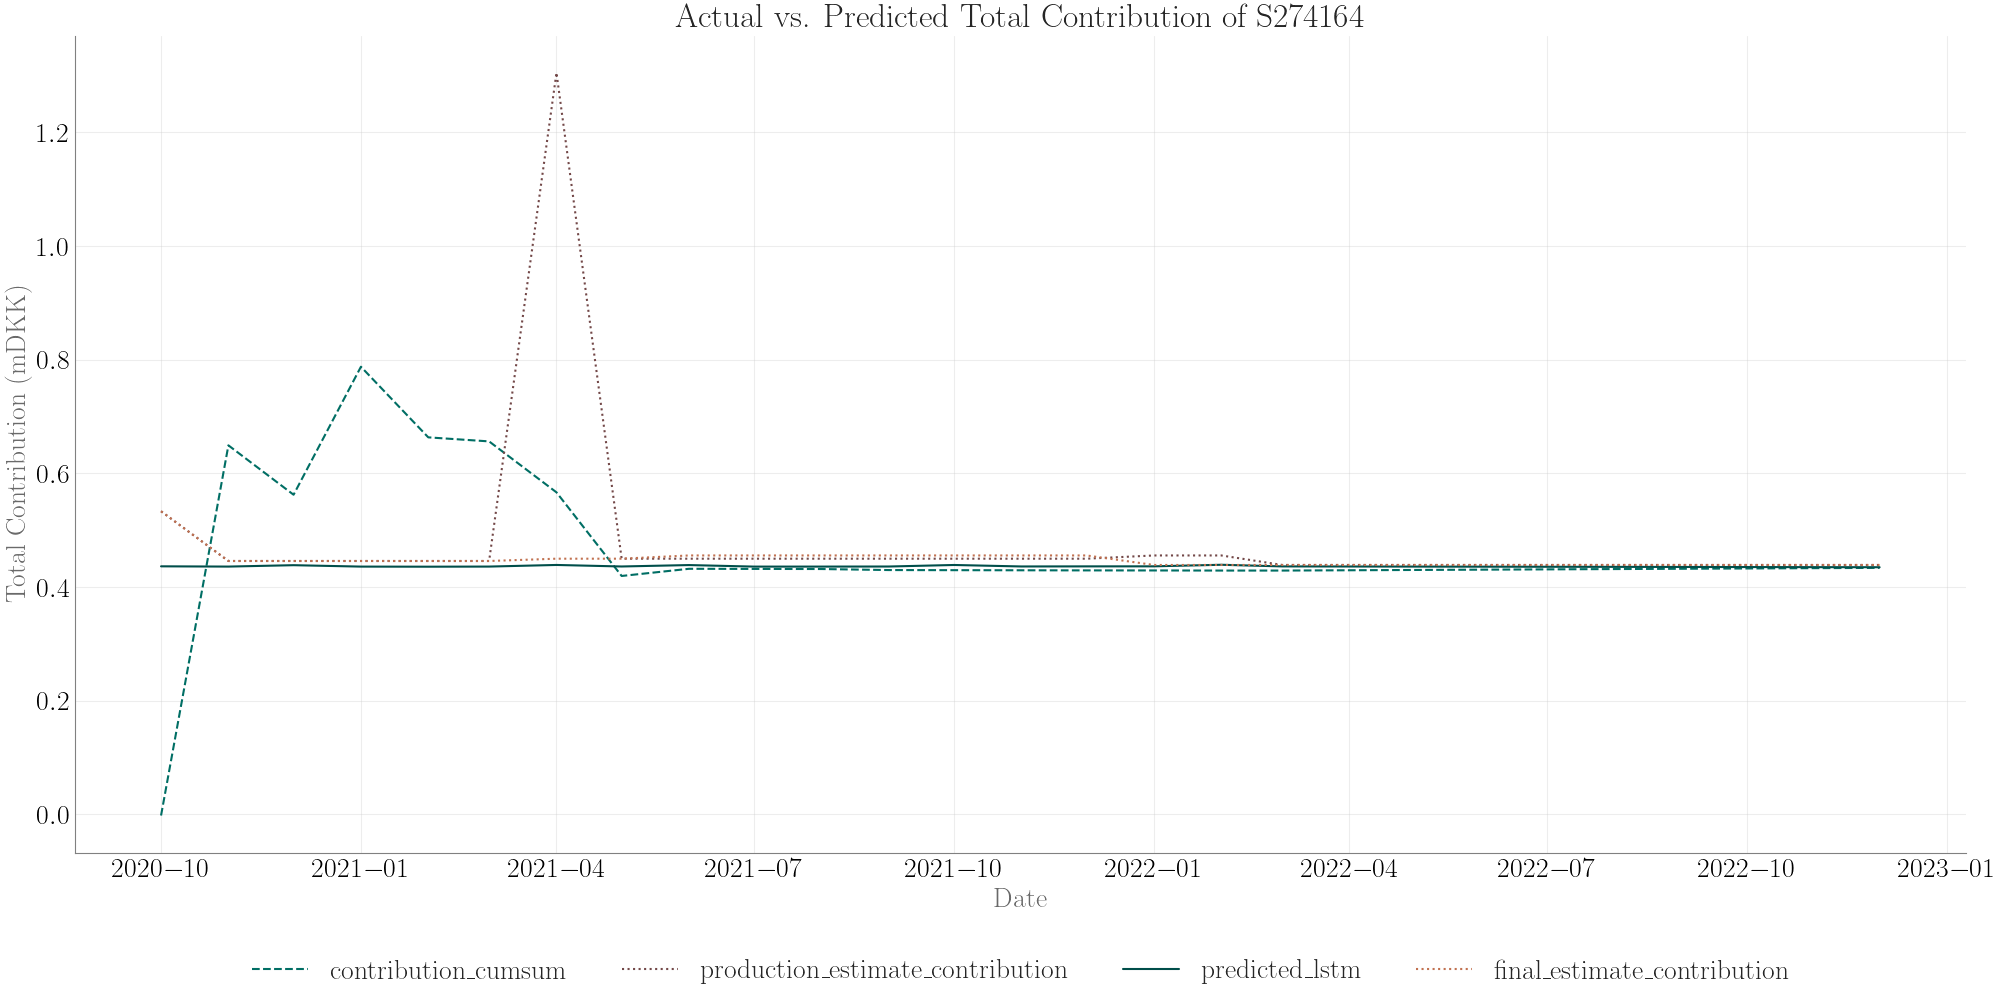 Actual vs. Predicted Total Contribution of S274164
Total Contribution (mDKK)
1.2
1.0
0.8
0.6
0.4
0.2
0.0
2020–10 2021–01 2021–04 2021–07 2021–10 2022–01 2022–04 2022–07 2022–10 2023–01
Date
contribution_cumsum production_estimate_contribution predicted_lstm final_estimate_contribution